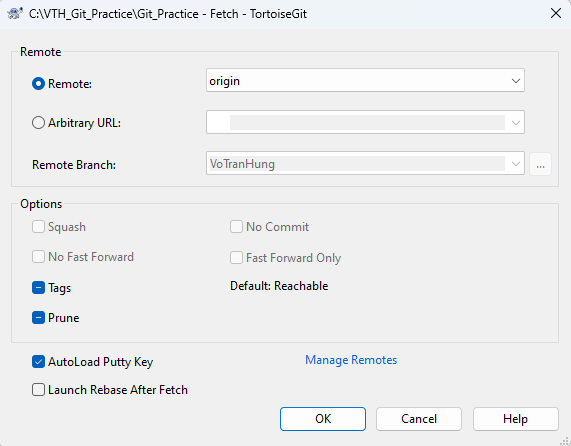 C:\VTH_Git_Practice\Git_Practice - Fetch - TortoiseGit
Remote
Remote:
origin
Arbitrary URL:
Remote Branch:
VoTranHung
...
Options
Squash
No Commit
No Fast Forward
Fast Forward Only
Tags
Default: Reachable
Prune
AutoLoad Putty Key
Manage Remotes
Launch Rebase After Fetch
OK
Cancel
Help